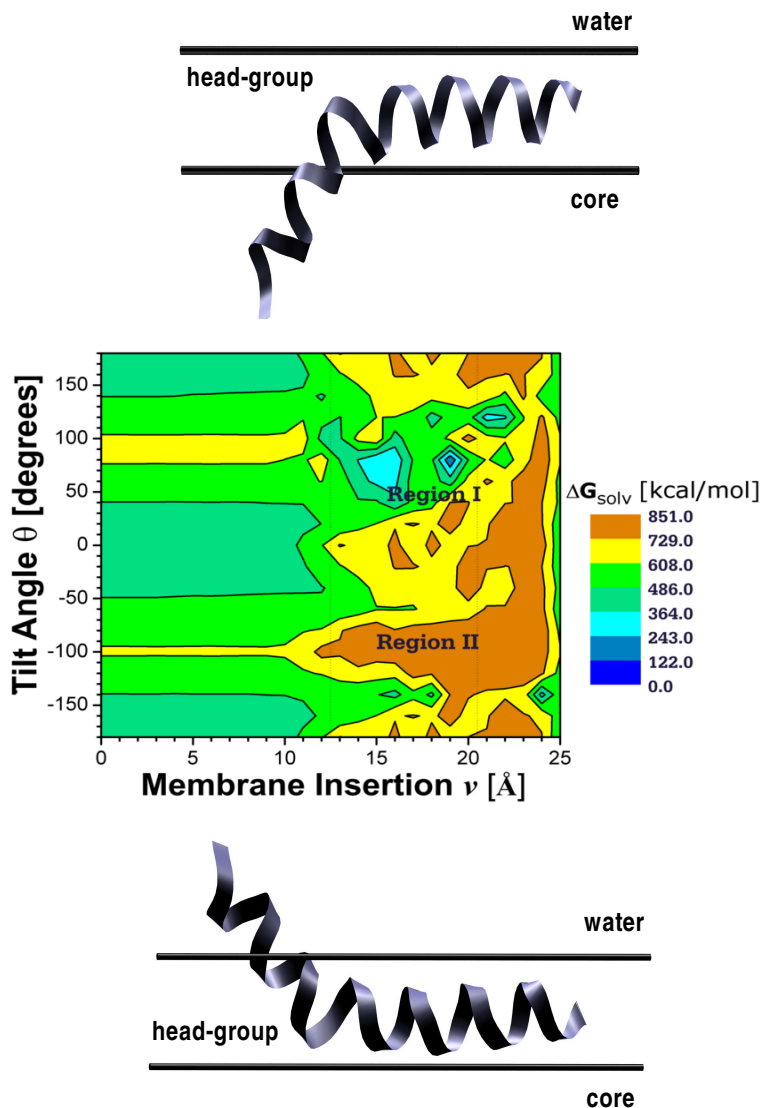 water
head-group
core
Tilt Angle θ [degrees]
150
100
50
0
-50
-100
-150
Region I
Region II
0
5
10
15
20
25
Membrane Insertion ν [Å]
ΔGsolv [kcal/mol]
851.0
729.0
608.0
486.0
364.0
243.0
122.0
0.0
water
head-group
core